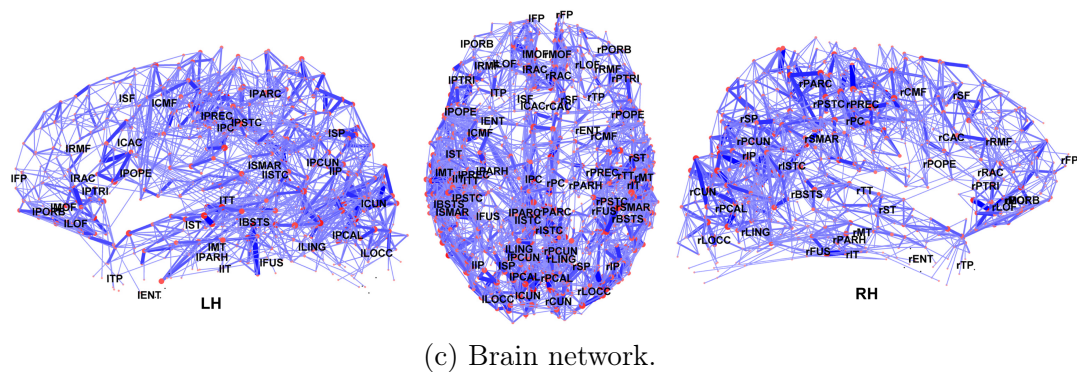 lSF
lCMF
lPARC
lPREC
lPSTC
lPC
lSP
lCAC
lRMF
lSMAR
lPCUN
lISTC
lIP
lFP
lRAC
lPOPE
lPTRI
lTT
lPORB
lMOF
lLOF
lST
lBSTS
lCUN
lPCAL
lMT
lLING
lPARH
lLOCC
lIT
lFUS
lTP
lENT
LH
lFP rFP
lPORB lMOF rMOF rPORB
lLOF rLOF
lRMF lRAC rRAC rRMF
lPTRI rPTRI
lTP lSF rSF rTP
lPOPE lCAC rCAC rPOPE
lENT rENT
lCMF rCMF
lST rST
lMT lPREC lPARH rPREC rTT rMT
lIT lTT lPC rPC rPARH rIT
lBSTS lPSTC rPSTC
lSMAR lFUS lPARC rPARC rFUS rSMAR
lISTC rBSTS
rISTC
lLING rPCUN
lPCUN rLING
lIP lSP rSP rIP
lPCAL rPCAL
lLOCC lCUN rCUN rLOCC
rPARC
rCMF
rPSTC
rPREC
rSF
rSP
rPC
rSMAR
rPCUN
rCAC
rRMF
rIP
rISTC
rPOPE
rFP
rRAC
rCUN
rPTRI
rBSTS
rTT
rPCAL
rMORB
rLOF
rST
rLOCC
rLING
rMT
rPARH
rFUS
rIT
rENT
rTP
RH
(c) Brain network.